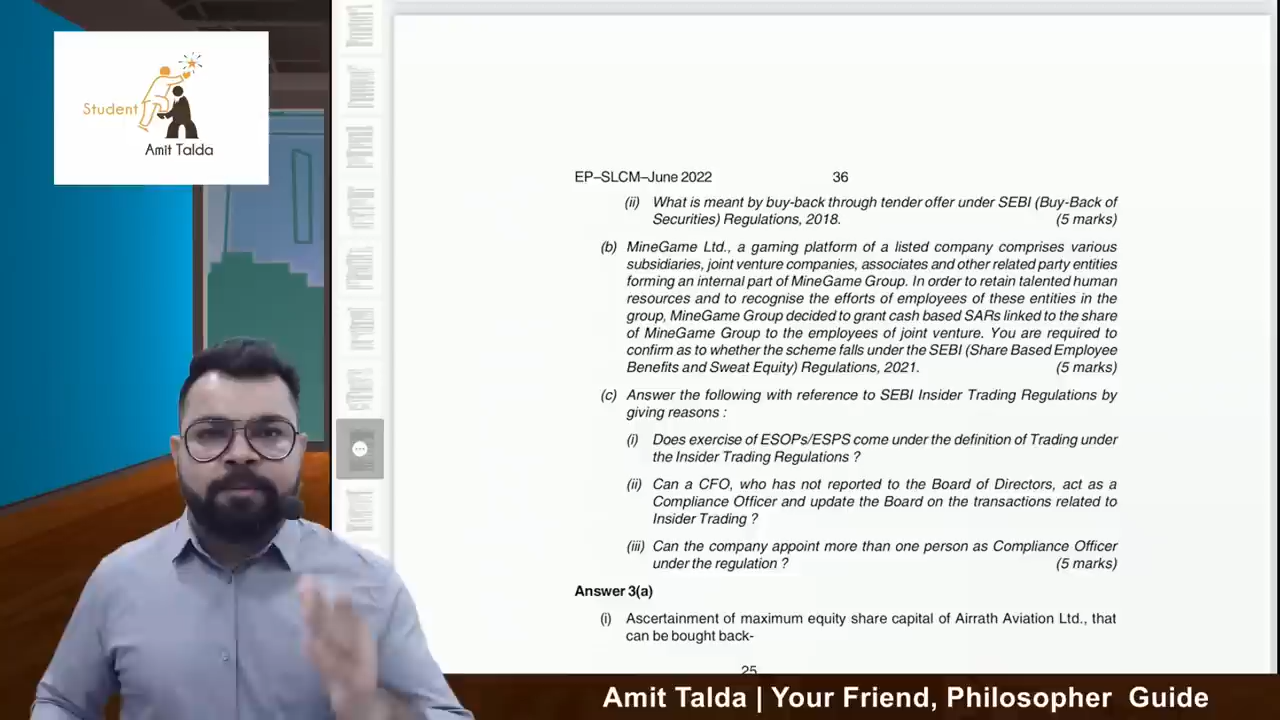 Student
Amit Talda
EP–SLCM–June 2022 36
(ii) What is meant by buy-back through tender offer under SEBI (Buy-Back of
Securities) Regulations, 2018. (5 marks)
(b) MineGame Ltd., a gaming platform of a listed company comprises various
subsidiaries, joint venture companies, associates and other related party entities
forming an internal part of MineGame Group. In order to retain talented human
resources and to recognize the efforts of employees of these entities in the
group, MineGame Group decided to grant cash based SARs linked to the share
of MineGame Group to the employees of joint venture. You are required to
confirm as to whether the scheme falls under the SEBI (Share Based Employee
Benefits and Sweat Equity) Regulations, 2021. (5 marks)
(c) Answer the following with reference to SEBI Insider Trading Regulations by
giving reasons :
(i) Does exercise of ESOPs/ESPS come under the definition of Trading under
the Insider Trading Regulations ?
(ii) Can a CFO, who has not reported to the Board of Directors, act as a
Compliance Officer and update the Board on the transactions related to
Insider Trading ?
(iii) Can the company appoint more than one person as Compliance Officer
under the regulation ? (5 marks)
Answer 3(a)
(i) Ascertainment of maximum equity share capital of Airrath Aviation Ltd., that
can be bought back-
25
Amit Talda | Your Friend, Philosopher Guide